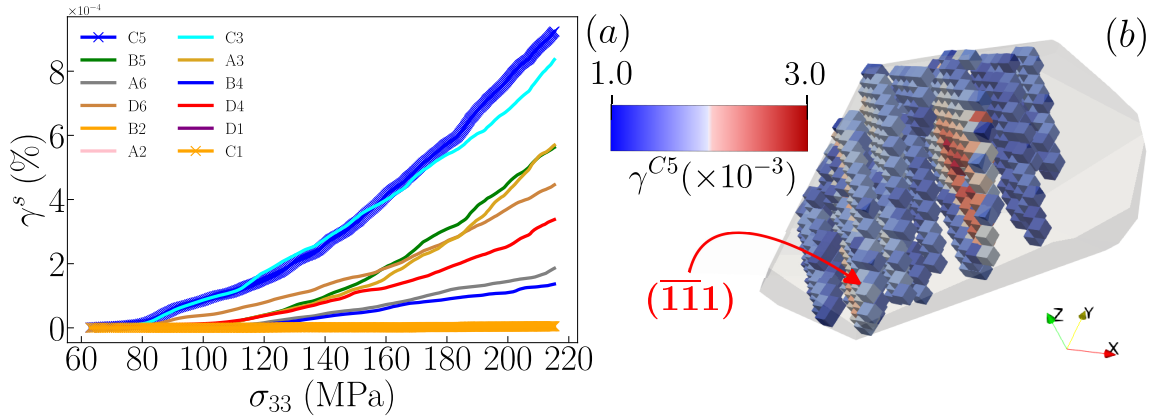 ×10⁻⁴
C5 C3
B5 A3
A6 B4
D6 D4
B2 D1
A2 C1
8
6
4
2
0
γˢ (%)
60 80 100 120 140 160 180 200 220
σ₃₃ (MPa)
(a)
1.0 3.0
γ^{C5}(×10⁻³)
(b)
(1̅1̅1)
Z Y X